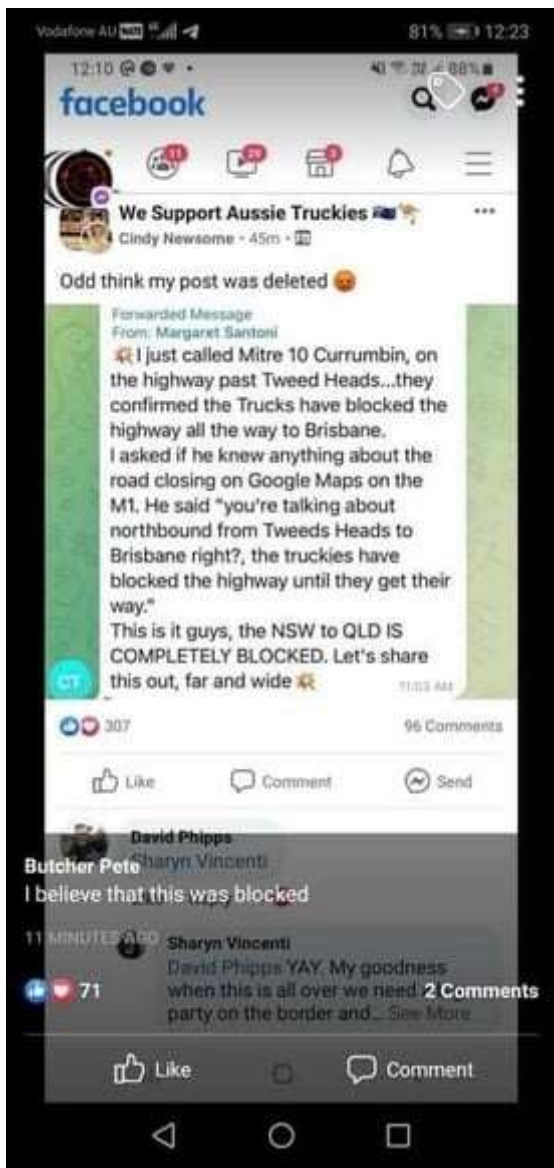 Vodafone AU
81% 12:23
12:10
88%
facebook
4
11
29
3
We Support Aussie Truckies
Cindy Newsome • 45m •
Odd think my post was deleted 😡
Forwarded Message
From: Margaret Santoni
💥I just called Mitre 10 Currumbin, on
the highway past Tweed Heads...they
confirmed the Trucks have blocked the
highway all the way to Brisbane.
I asked if he knew anything about the
road closing on Google Maps on the
M1. He said "you're talking about
northbound from Tweeds Heads to
Brisbane right?, the truckies have
blocked the highway until they get their
way."
This is it guys, the NSW to QLD IS
COMPLETELY BLOCKED. Let's share
this out, far and wide 💥
CT
11:03 AM
307
96 Comments
Like
Comment
Send
David Phipps
Sharyn Vincenti
Butcher Pete
I believe that this was blocked
11 MINUTES AGO
Sharyn Vincenti
David Phipps YAY. My goodness
when this is all over we need
party on the border and... See More
71
2 Comments
Like
Comment